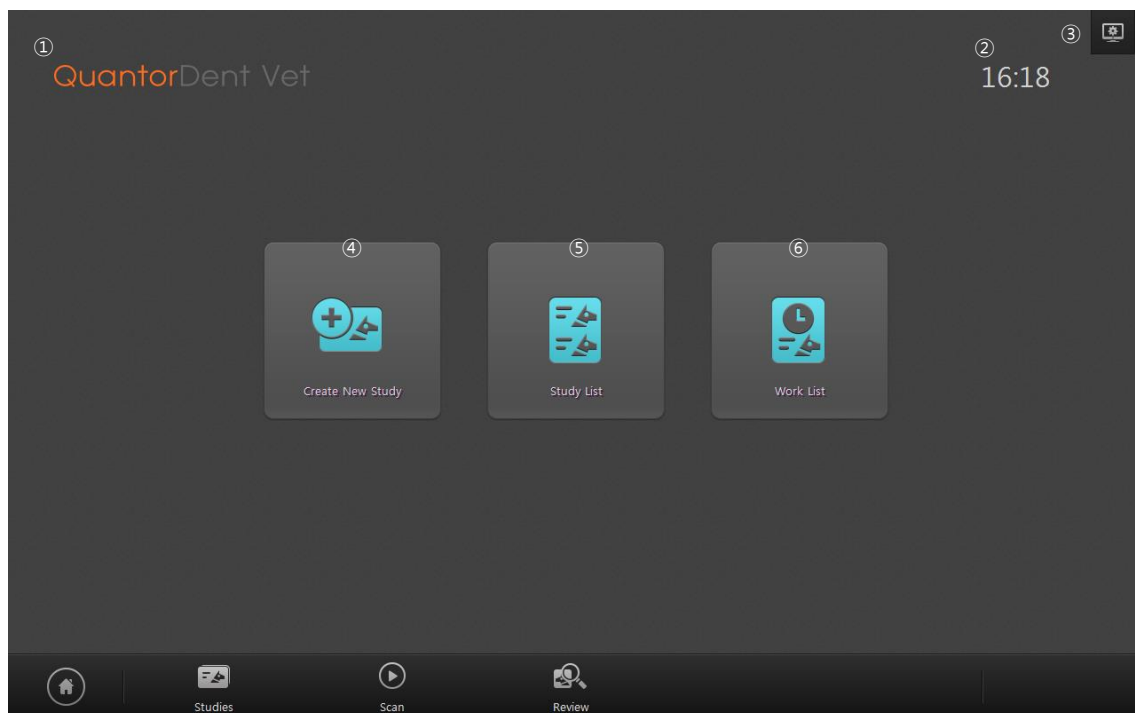 ①
②
③
QuantorDent Vet
16:18
④
⑤
⑥
Create New Study
Study List
Work List
Studies
Scan
Review